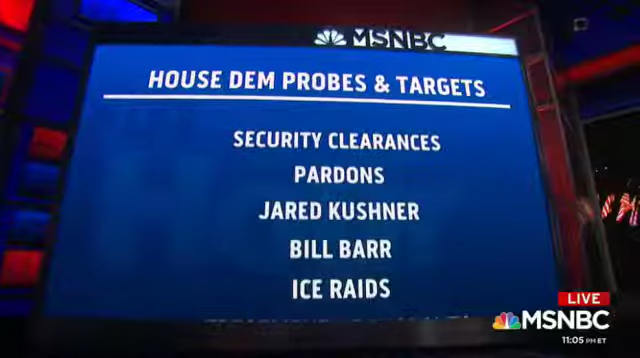 MSNBC
HOUSE DEM PROBES & TARGETS
SECURITY CLEARANCES
PARDONS
JARED KUSHNER
BILL BARR
ICE RAIDS
LIVE
MSNBC
11:05 PM ET